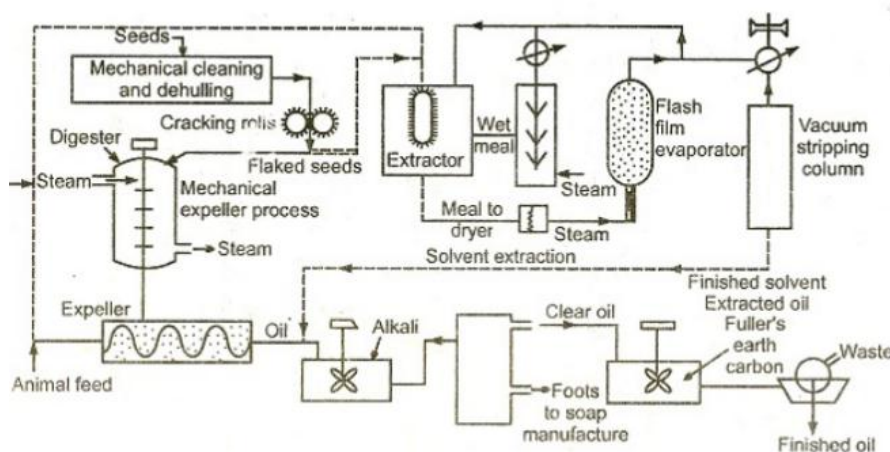 Seeds
Mechanical cleaning
and dehulling
Cracking rolls
Digester
Flaked seeds
Steam
Mechanical
expeller process
Steam
Extractor
Wet
meal
Steam
Flash
film
evaporator
Vacuum
stripping
column
Meal to
dryer
Steam
Solvent extraction
Finished solvent
Extracted oil
Expeller
Oil
Animal feed
Alkali
Clear oil
Foots
to soap
manufacture
Fuller's
earth
carbon
Waste
Finished oil